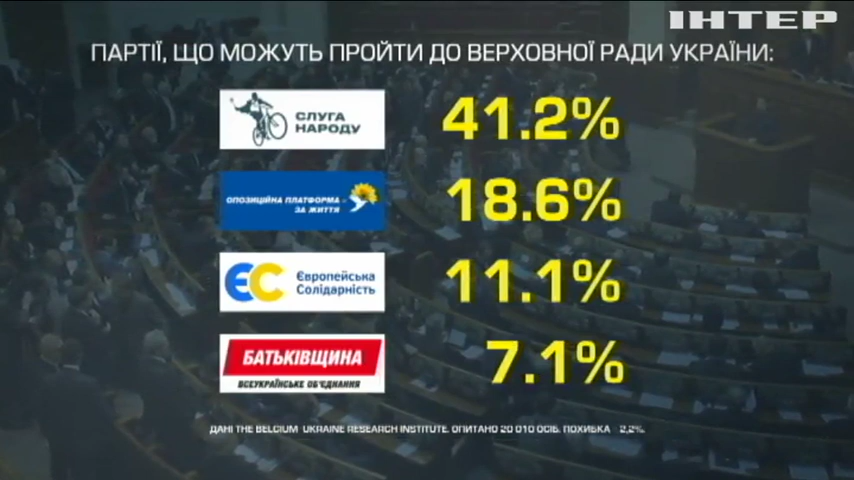 ІНТЕР
ПАРТІЇ, ЩО МОЖУТЬ ПРОЙТИ ДО ВЕРХОВНОЇ РАДИ УКРАЇНИ:
СЛУГА
НАРОДУ
41.2%
ОПОЗИЦІЙНА ПЛАТФОРМА -
ЗА ЖИТТЯ
18.6%
ЄС Європейська
Солідарність
11.1%
БАТЬКІВЩИНА
ВСЕУКРАЇНСЬКЕ ОБ'ЄДНАННЯ
7.1%
ДАНІ THE BELGIUM UKRAINE RESEARCH INSTITUTE. ОПИТАНО 20 010 ОСІБ. ПОХИБКА 2,2%.